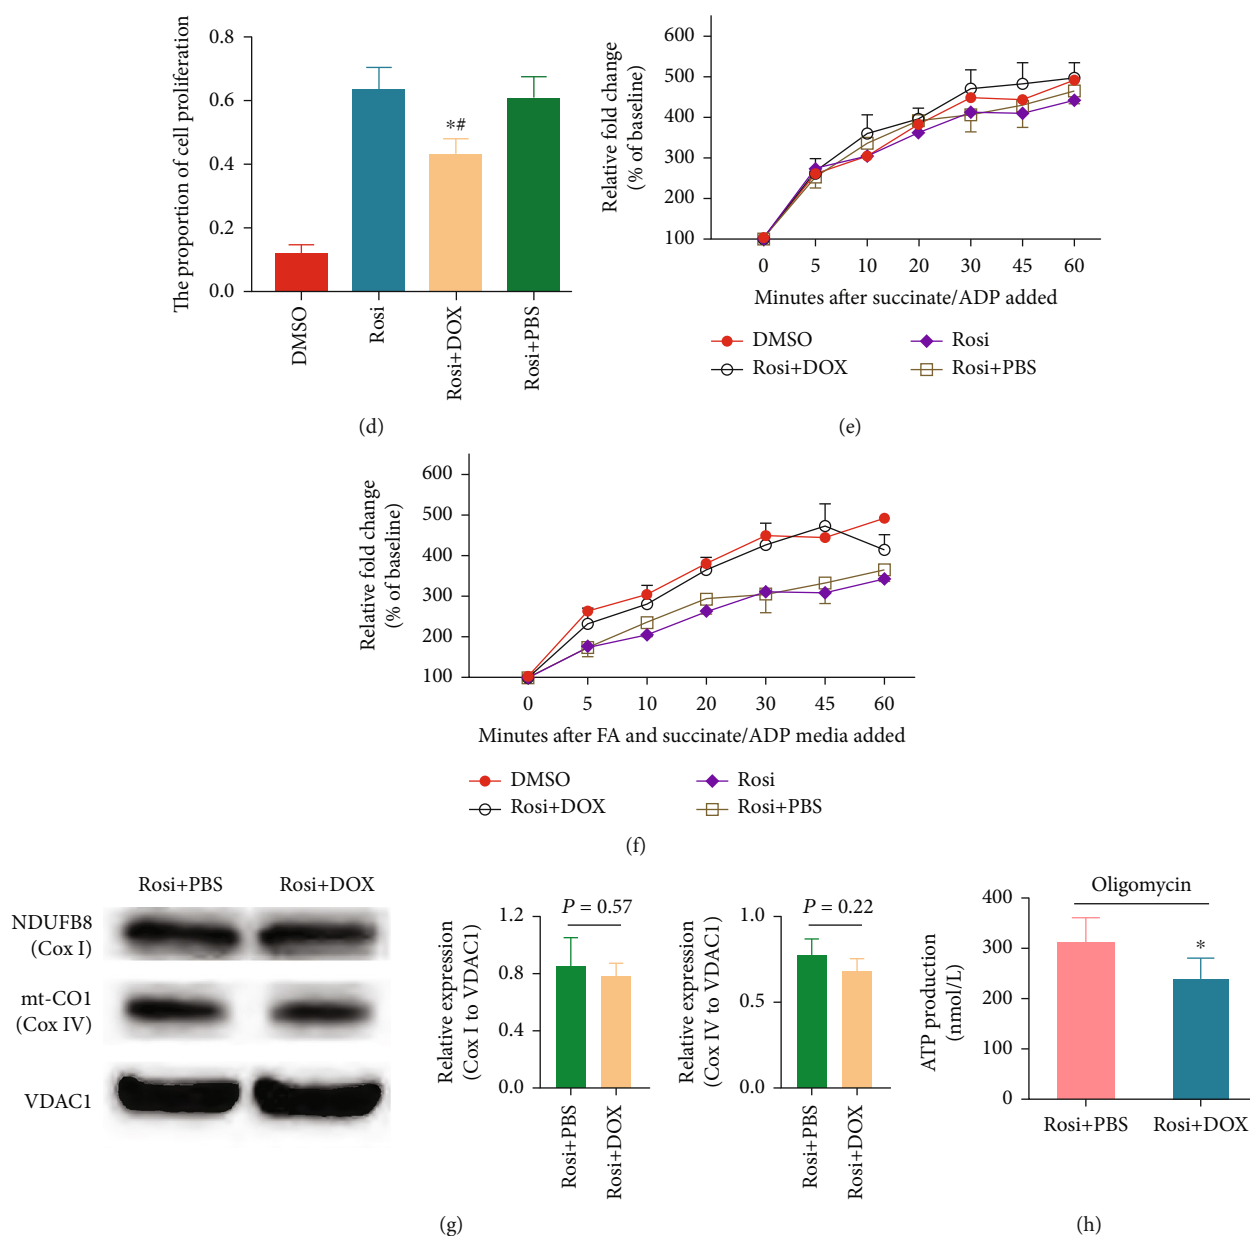 The proportion of cell proliferation
0.8
0.6
0.4
0.2
0.0
*#
DMSO
Rosi
Rosi+DOX
Rosi+PBS
(d)
Relative fold change
(% of baseline)
600
500
400
300
200
100
0 5 10 20 30 45 60
Minutes after succinate/ADP added
DMSO Rosi
Rosi+DOX Rosi+PBS
(e)
Relative fold change
(% of baseline)
600
500
400
300
200
100
0 5 10 20 30 45 60
Minutes after FA and succinate/ADP media added
DMSO Rosi
Rosi+DOX Rosi+PBS
(f)
Rosi+PBS Rosi+DOX
NDUFB8
(Cox I)
mt-CO1
(Cox IV)
VDAC1
Relative expression
(Cox I to VDAC1)
1.2
0.8
0.4
0.0
P = 0.57
Rosi+PBS
Rosi+DOX
Relative expression
(Cox IV to VDAC1)
1.0
0.5
0.0
P = 0.22
Rosi+PBS
Rosi+DOX
(g)
ATP production
(nmol/L)
400
300
200
100
0
Oligomycin
*
Rosi+PBS Rosi+DOX
(h)